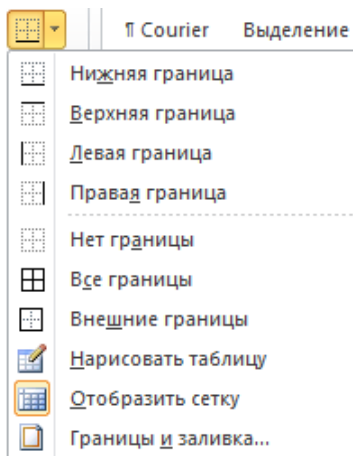 ¶ Courier Выделение
Нижняя граница
Верхняя граница
Левая граница
Правая граница
Нет границы
Все границы
Внешние границы
Нарисовать таблицу
Отобразить сетку
Границы и заливка...